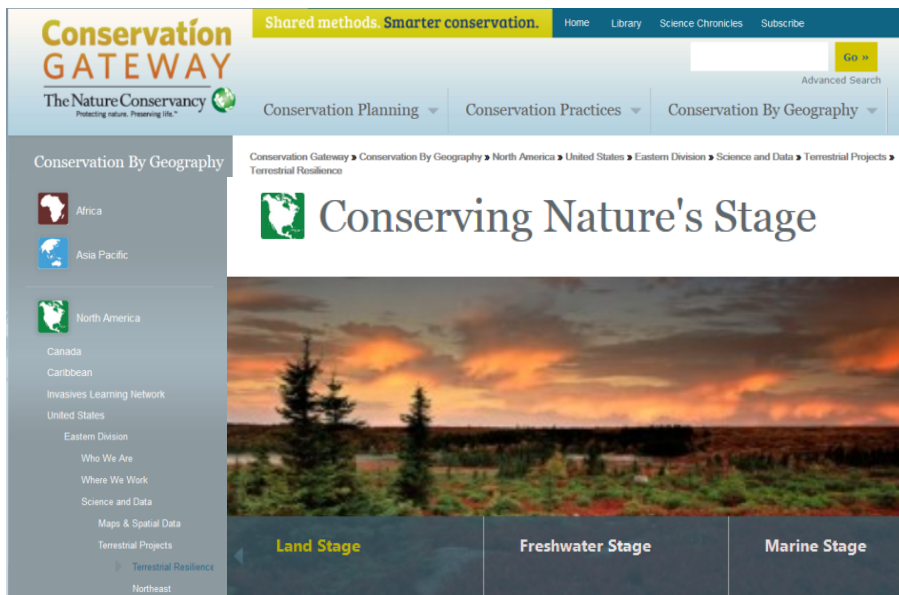 Conservation
GATEWAY
The Nature Conservancy
Protecting nature. Preserving life.™
Shared methods. Smarter conservation.
Home Library Science Chronicles Subscribe
Go »
Advanced Search
Conservation Planning Conservation Practices Conservation By Geography
Conservation By Geography
Africa
Asia Pacific
North America
Canada
Caribbean
Invasives Learning Network
United States
Eastern Division
Who We Are
Where We Work
Science and Data
Maps & Spatial Data
Terrestrial Projects
Terrestrial Resilience
Northeast
Conservation Gateway » Conservation By Geography » North America » United States » Eastern Division » Science and Data » Terrestrial Projects »
Terrestrial Resilience
Conserving Nature's Stage
Land Stage Freshwater Stage Marine Stage